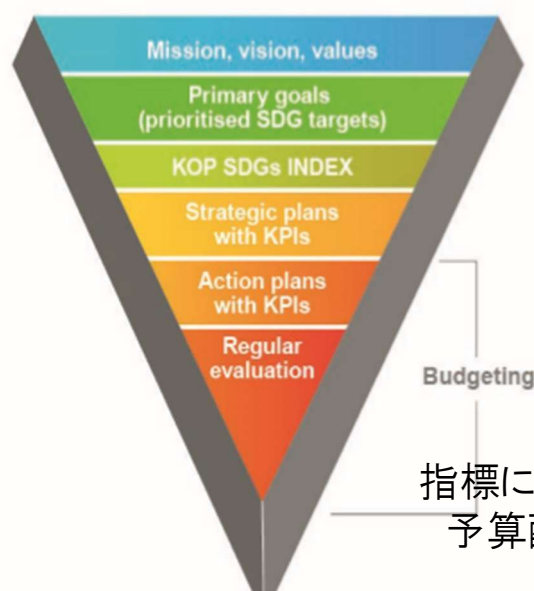 Mission, vision, values
Primary goals
(prioritised SDG targets)
KOP SDGs INDEX
Strategic plans
with KPIs
Action plans
with KPIs
Regular
evaluation
Budgeting
指標に
予算